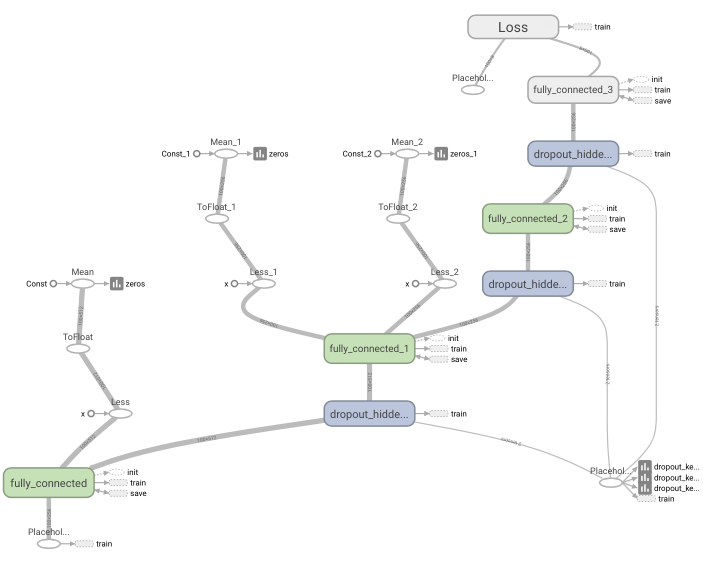 Loss
train
Placehol...
fully_connected_3
init
train
save
dropout_hidde...
train
Const_1
Mean_1
zeros
Const_2
Mean_2
zeros_1
ToFloat_1
ToFloat_2
fully_connected_2
init
train
save
x
Less_1
x
Less_2
dropout_hidde...
train
Const
Mean
zeros
ToFloat
fully_connected_1
init
train
save
x
Less
dropout_hidde...
train
fully_connected
init
train
save
Placehol...
dropout_ke...
dropout_ke...
dropout_ke...
train
Placehol...
train